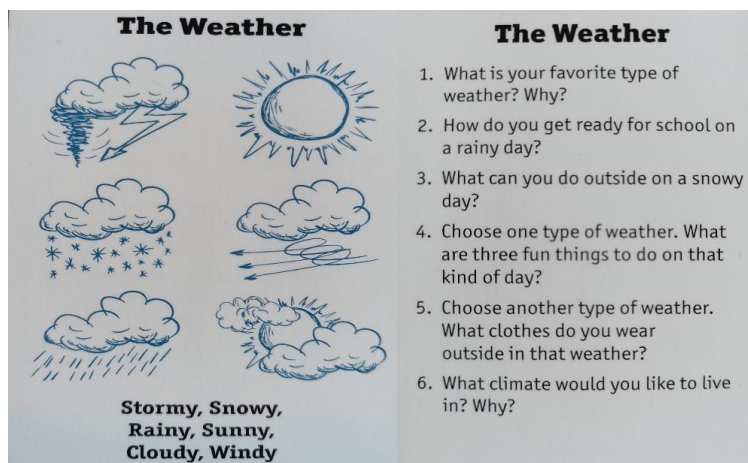 The Weather
Stormy, Snowy,
Rainy, Sunny,
Cloudy, Windy
The Weather
1. What is your favorite type of
weather? Why?
2. How do you get ready for school on
a rainy day?
3. What can you do outside on a snowy
day?
4. Choose one type of weather. What
are three fun things to do on that
kind of day?
5. Choose another type of weather.
What clothes do you wear
outside in that weather?
6. What climate would you like to live
in? Why?